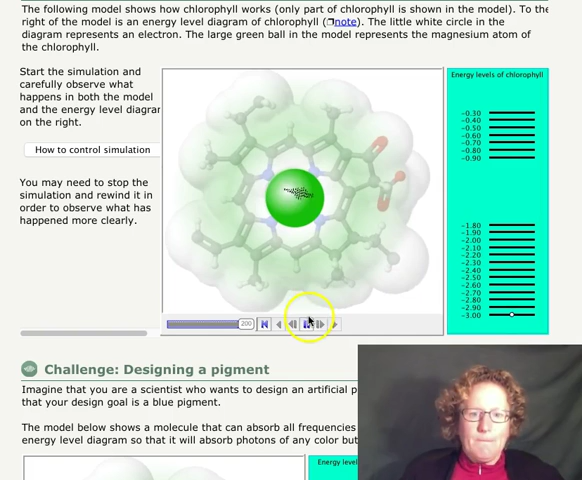 The following model shows how chlorophyll works (only part of chlorophyll is shown in the model). To the
right of the model is an energy level diagram of chlorophyll (note). The little white circle in the
diagram represents an electron. The large green ball in the model represents the magnesium atom of
the chlorophyll.
Start the simulation and
carefully observe what
happens in both the model
and the energy level diagrar
on the right.
How to control simulation
You may need to stop the
simulation and rewind it in
order to observe what has
happened more clearly.
200
Energy levels of chlorophyll
-0.30
-0.40
-0.50
-0.60
-0.70
-0.80
-0.90
-1.80
-1.90
-2.00
-2.10
-2.20
-2.30
-2.40
-2.50
-2.60
-2.70
-2.80
-2.90
-3.00
Challenge: Designing a pigment
Imagine that you are a scientist who wants to design an artificial p
that your design goal is a blue pigment.
The model below shows a molecule that can absorb all frequencies
energy level diagram so that it will absorb photons of any color but
Energy level